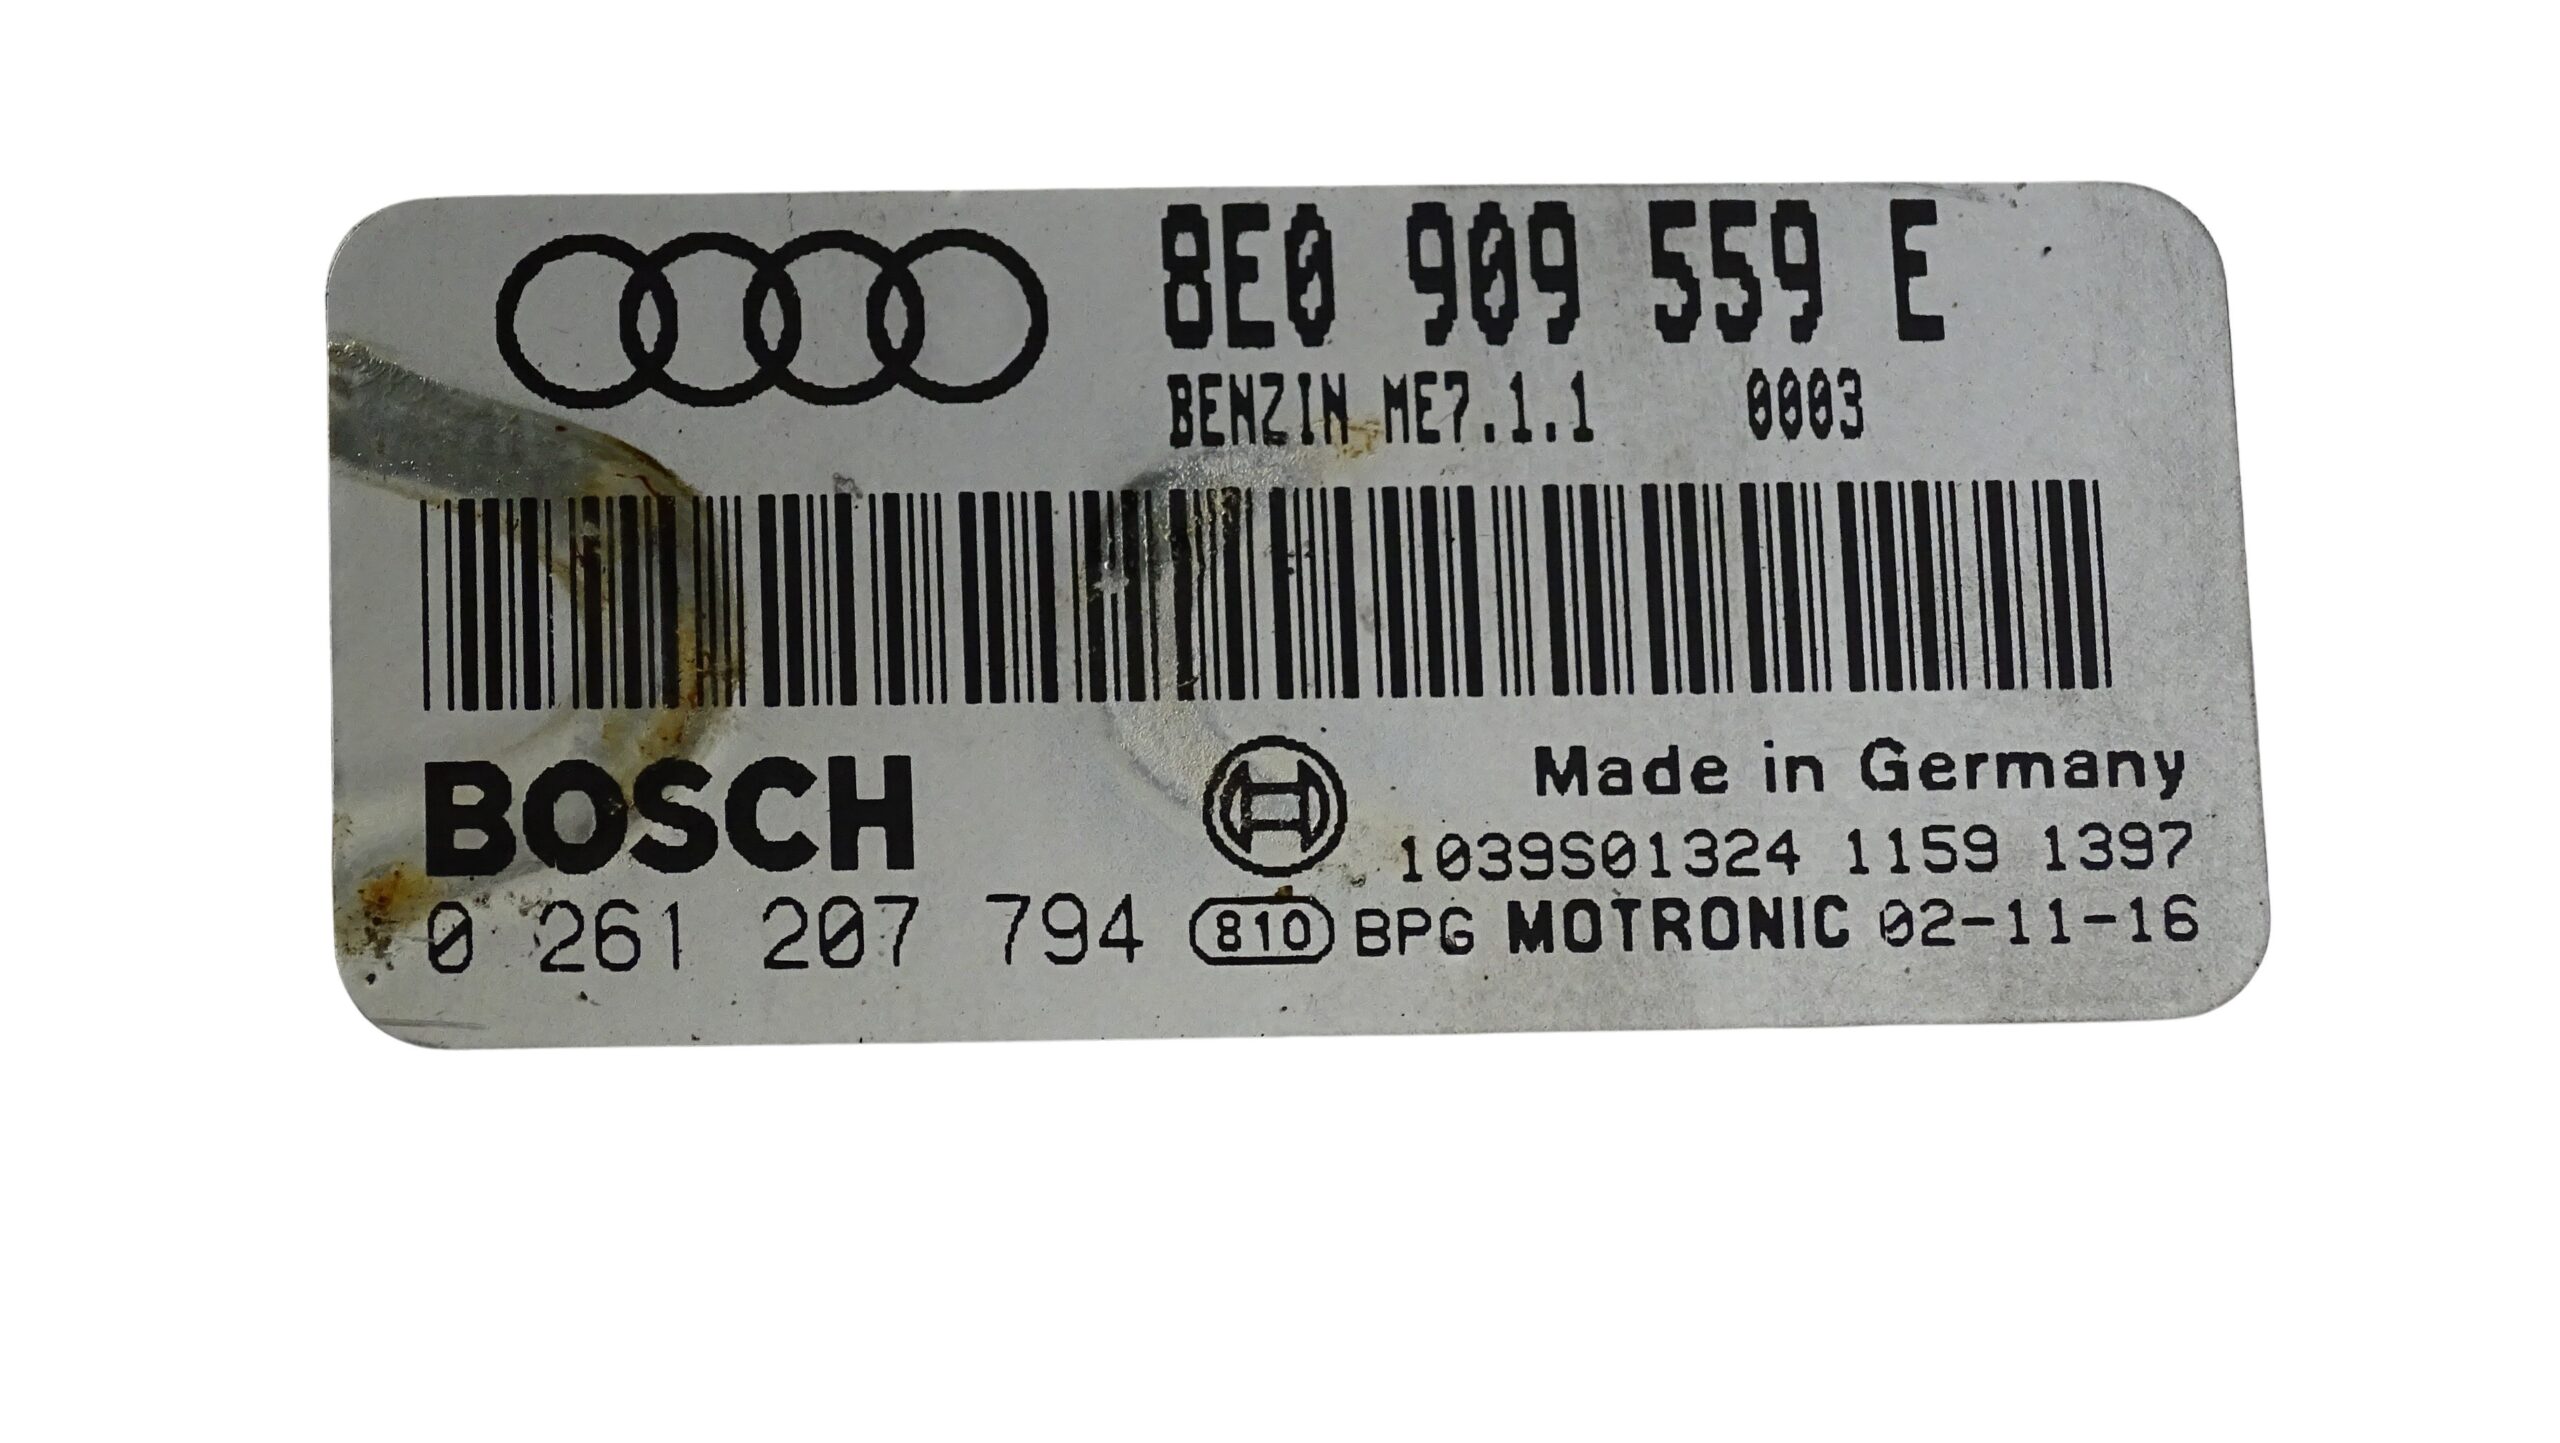 8E0 909 559 E
BENZIN ME7.1.1 0003
BOSCH
Made in Germany
1039S01324 1159 1397
0 261 207 794 810 BPG MOTRONIC 02-11-16